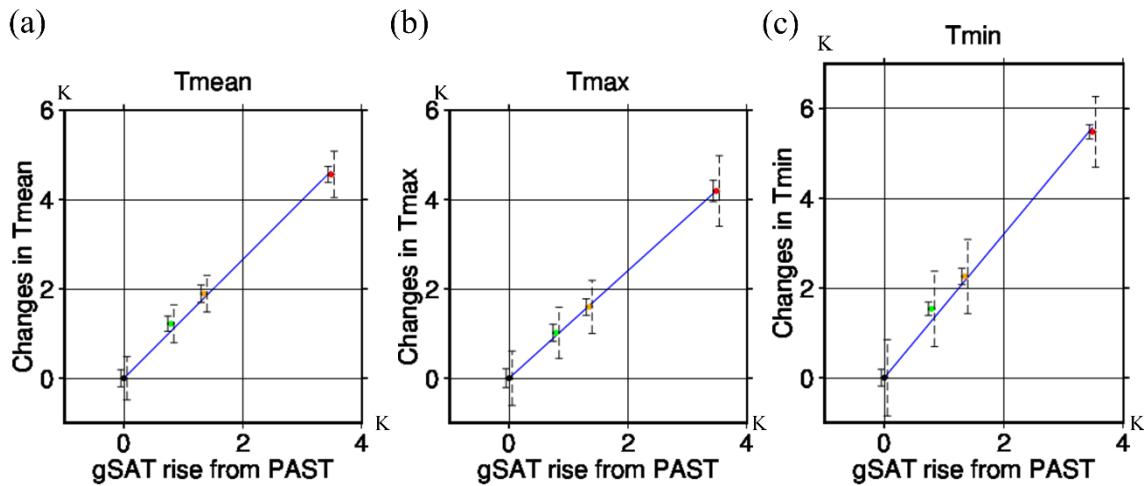 (a)
Tmean
K
6
4
2
0
Changes in Tmean
0 2 4
K
gSAT rise from PAST
(b)
Tmax
K
6
4
2
0
Changes in Tmax
0 2 4
K
gSAT rise from PAST
(c)
Tmin
K
6
4
2
0
Changes in Tmin
0 2 4
K
gSAT rise from PAST